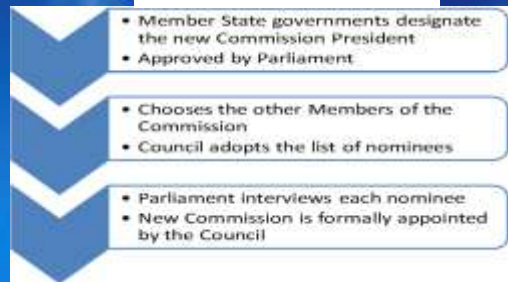 • Member State governments designate
the new Commission President
• Approved by Parliament
• Chooses the other Members of the
Commission
• Council adopts the list of nominees
• Parliament interviews each nominee
• New Commission is formally appointed
by the Council